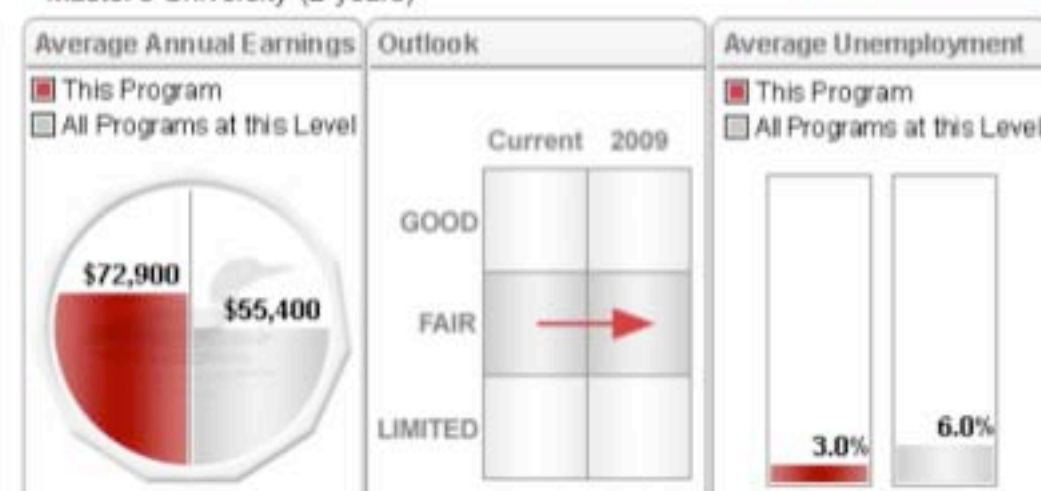 Average Annual Earnings
This Program
All Programs at this Level
$72,900
$55,400
Outlook
Current 2009
GOOD
FAIR
LIMITED
Average Unemployment
This Program
All Programs at this Level
3.0%
6.0%